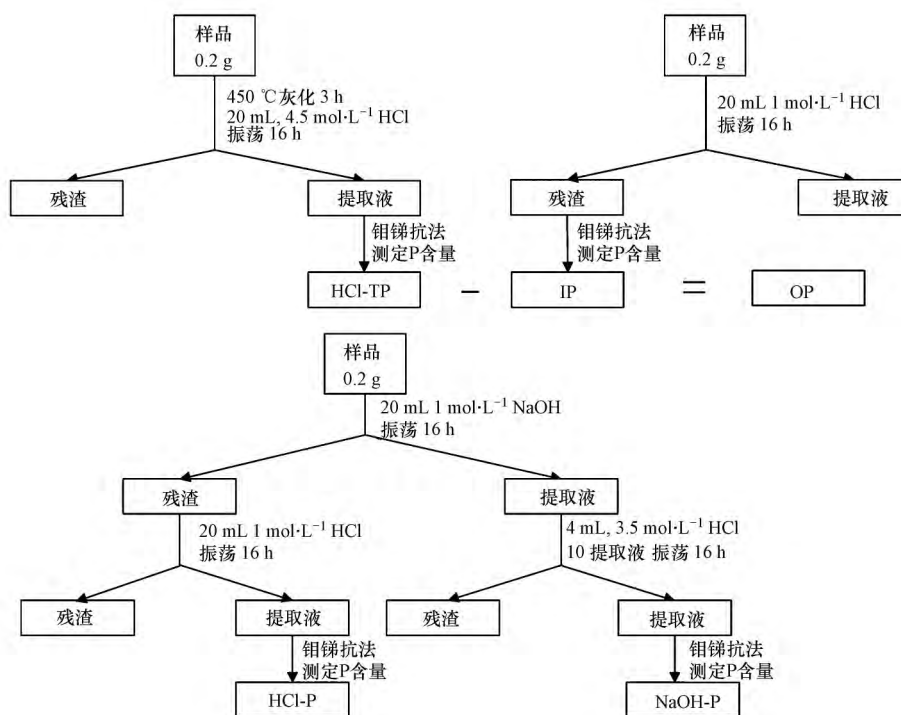 样品
0.2 g
样品
0.2 g
450 ℃灰化 3 h
20 mL, 4.5 mol·L⁻¹ HCl
振荡 16 h
20 mL 1 mol·L⁻¹ HCl
振荡 16 h
残渣
提取液
残渣
提取液
钼锑抗法
测定P含量
钼锑抗法
测定P含量
HCl-TP
−
IP
=
OP
样品
0.2 g
20 mL 1 mol·L⁻¹ NaOH
振荡 16 h
残渣
提取液
20 mL 1 mol·L⁻¹ HCl
振荡 16 h
4 mL, 3.5 mol·L⁻¹ HCl
10 提取液 振荡 16 h
残渣
提取液
残渣
提取液
钼锑抗法
测定P含量
钼锑抗法
测定P含量
HCl-P
NaOH-P